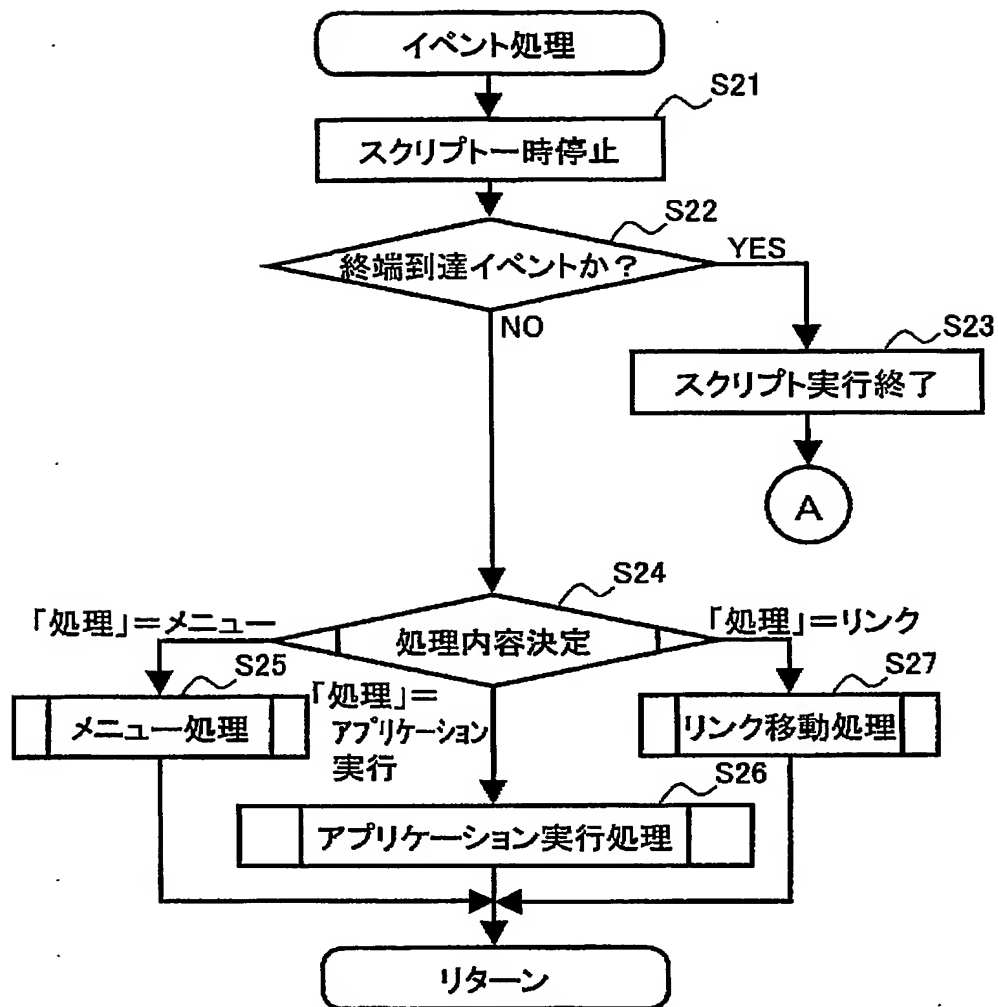 イベント処理
S21
スクリプト一時停止
S22
終端到達イベントか？
YES
NO
S23
スクリプト実行終了
A
S24
「処理」＝メニュー
処理内容決定
「処理」＝リンク
S25
メニュー処理
「処理」＝
アプリケーション
実行
S27
リンク移動処理
S26
アプリケーション実行処理
リターン